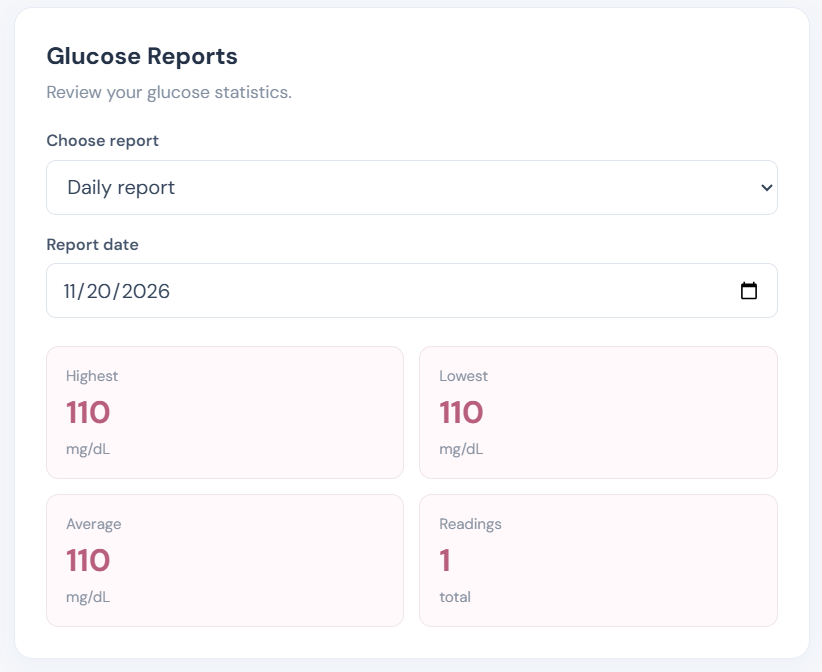 Glucose Reports
Review your glucose statistics.
Choose report
Daily report
Report date
11/20/2026
Highest
110
mg/dL
Lowest
110
mg/dL
Average
110
mg/dL
Readings
1
total